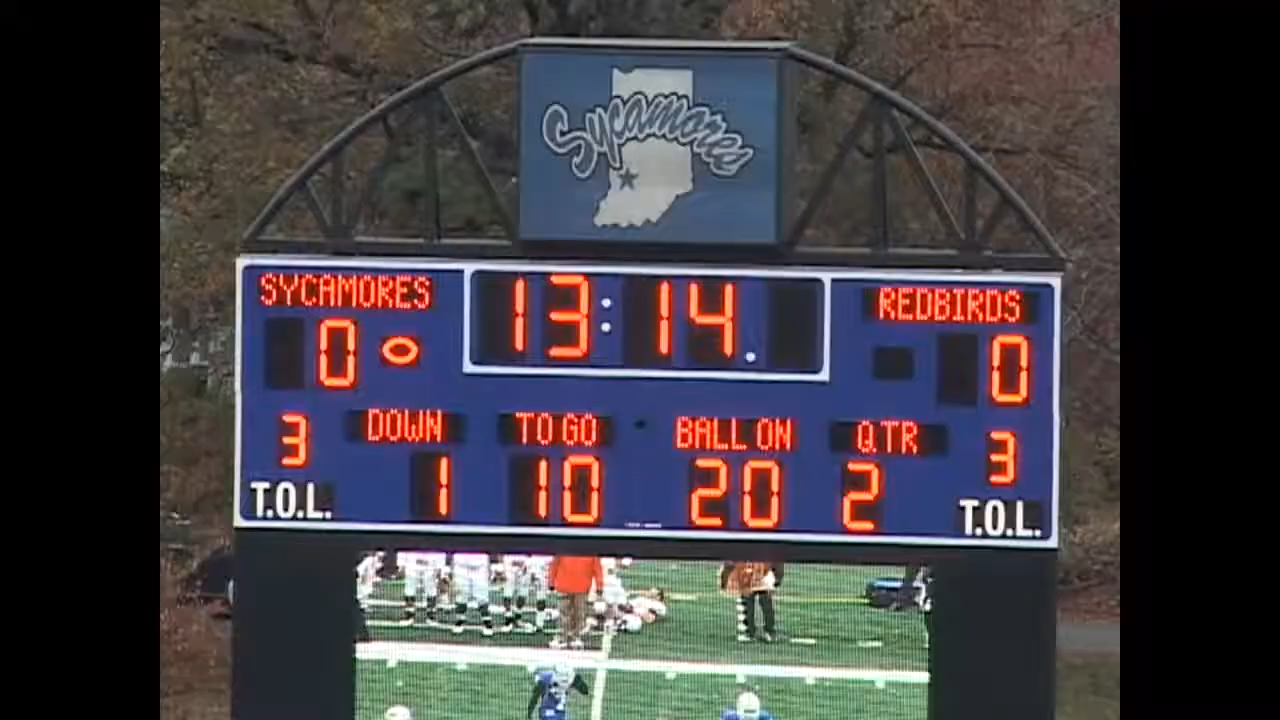 Sycamores
SYCAMORES 13:14. REDBIRDS
0 0
3 DOWN TO GO BALL ON QTR 3
1 10 20 2
T.O.L. T.O.L.